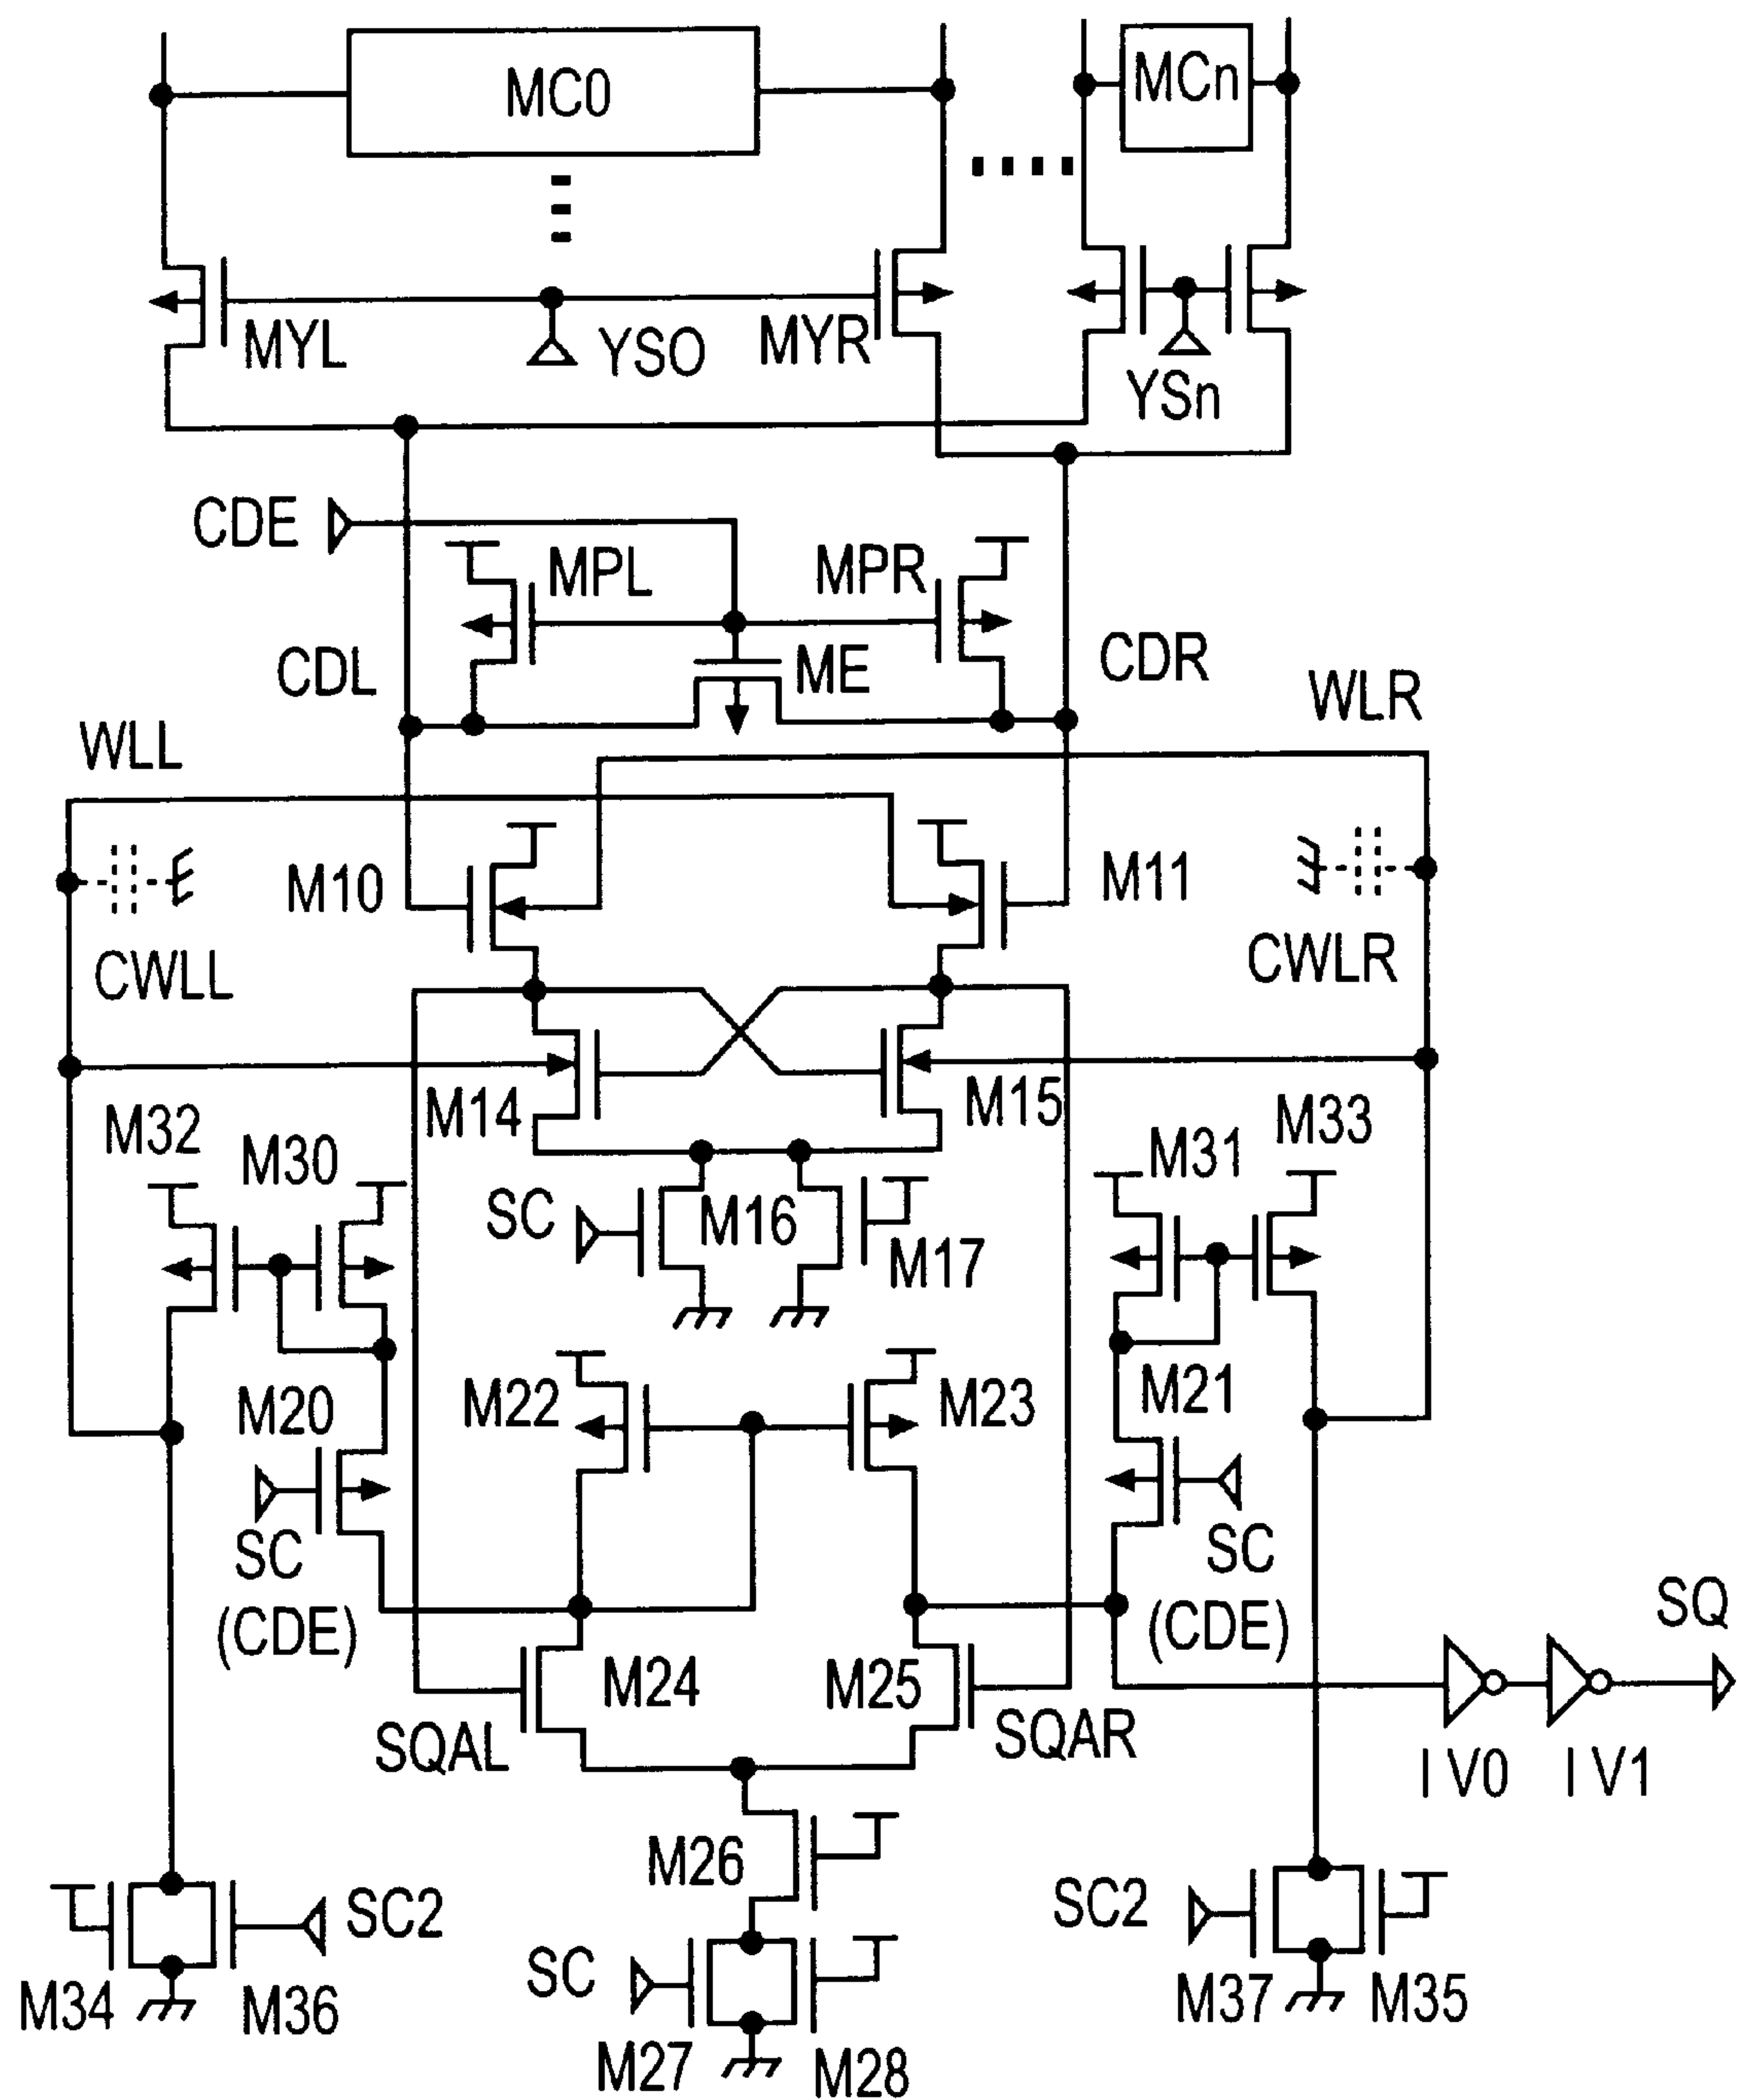 MC0
MCn
MYL
YSO
MYR
YSn
CDE
MPL
MPR
CDL
ME
CDR
WLR
WLL
M10
M11
CWLL
CWLR
M14
M15
M32
M30
M31
M33
SC
M16
M17
M20
M22
M23
M21
SC
(CDE)
SC
(CDE)
SQ
M24
M25
SQAL
SQAR
IV0
IV1
M26
SC2
SC2
SC
M34
M36
M27
M28
M37
M35